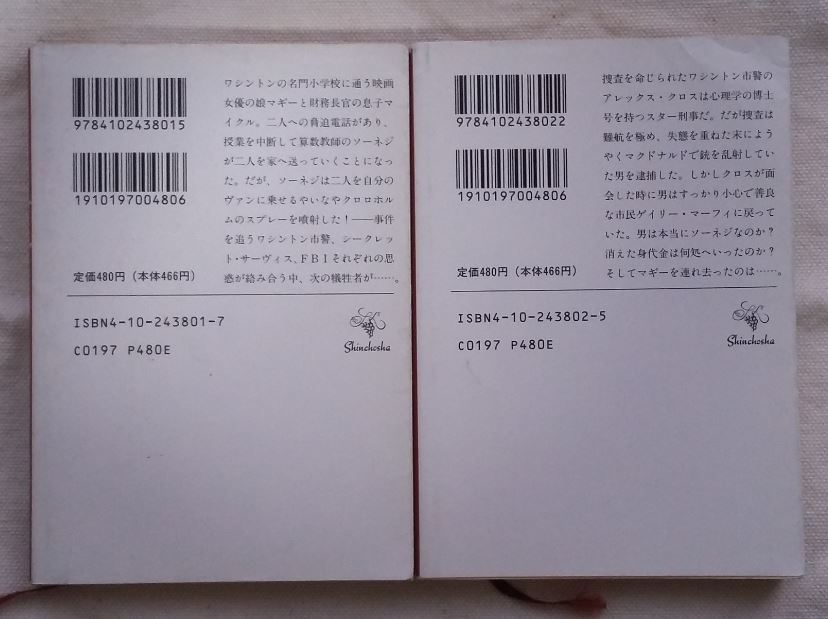 9784102438015
1910197004806
定価480円（本体466円）
ワシントンの名門小学校に通う映画
女優の娘マギーと財務長官の息子マ
イクル。二人への脅迫電話があり、
授業を中断して算数教師のソーネジ
が二人を家へ送っていくことになっ
た。だが、ソーネジは二人を自分の
ヴァンに乗せるやいなやクロロホル
ムのスプレーを噴射した！――事件
を追うワシントン市警、シークレッ
ト・サーヴィス、FBIそれぞれの思
惑が絡み合う中、次の犠牲者が……。
ISBN4-10-243801-7
C0197 P480E
Shinchosha
9784102438022
1910197004806
定価480円（本体466円）
捜査を命じられたワシントン市警の
アレックス・クロスは心理学の博士
号を持つスター刑事だ。だが捜査は
難航を極め、失態を重ねた末によう
やくマクドナルドで銃を乱射してい
た男を逮捕した。しかしクロスが面
会した時に男はすっかり小心で善良
な市民ゲイリー・マーフィに戻って
いた。男は本当にソーネジなのか？
消えた身代金は何処へいったのか？
そしてマギーを連れ去ったのは……。
ISBN4-10-243802-5
C0197 P480E
Shinchosha